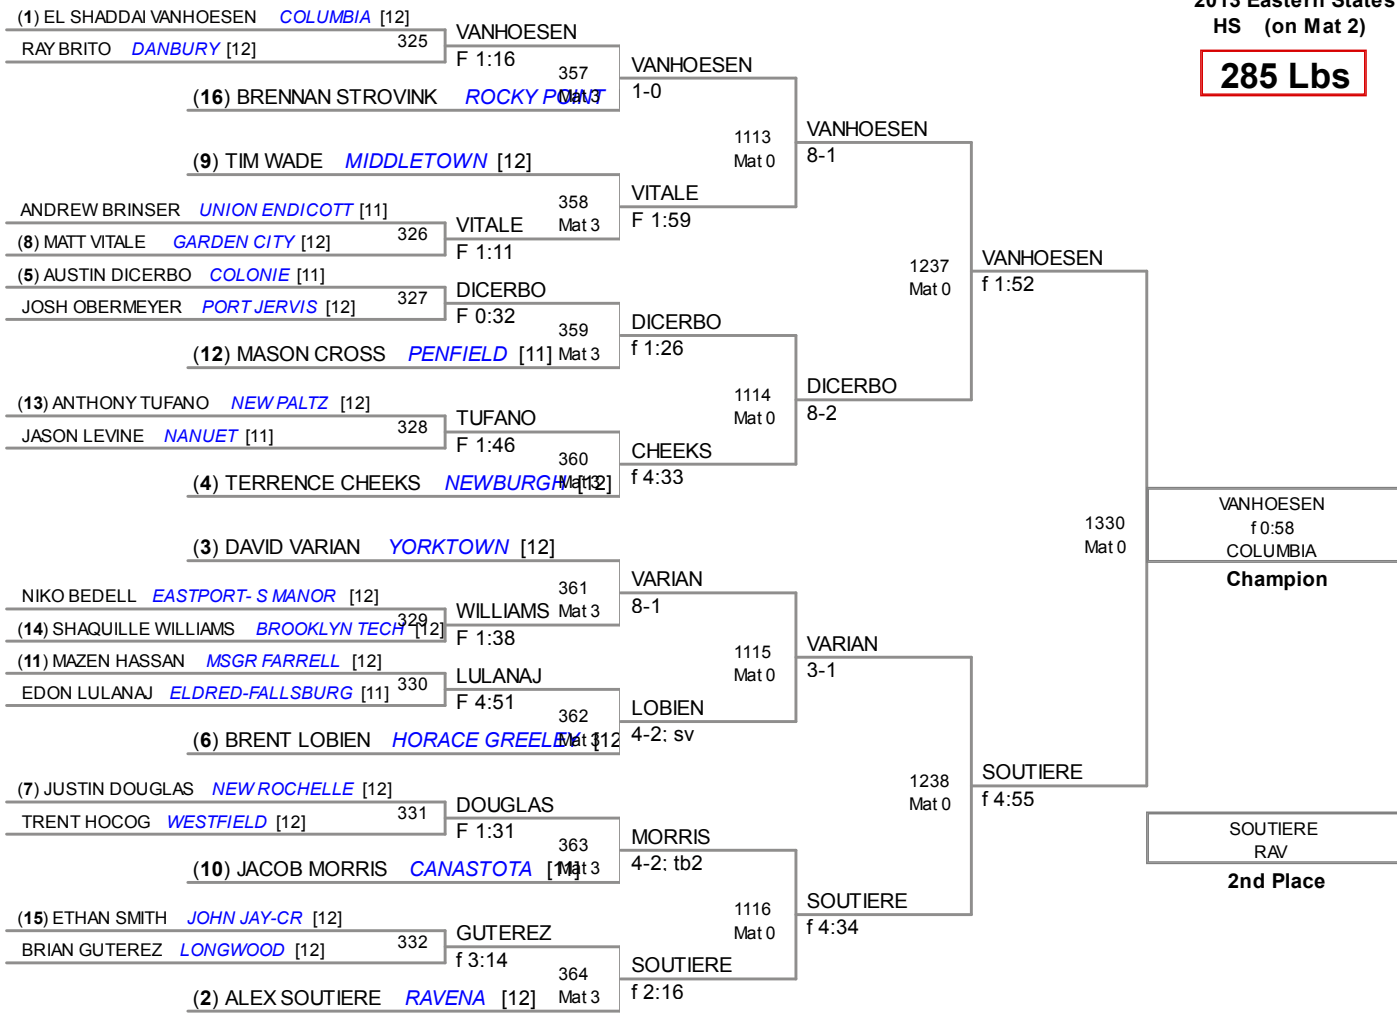 2013 Eastern States
HS (on Mat 2)
285 Lbs
(1) EL SHADDAI VANHOESEN COLUMBIA [12]
RAY BRITO DANBURY [12]
325
VANHOESEN
F 1:16
(16) BRENNAN STROVINK ROCKY POINT
357
Mat 3
VANHOESEN
1-0
(9) TIM WADE MIDDLETOWN [12]
ANDREW BRINSER UNION ENDICOTT [11]
(8) MATT VITALE GARDEN CITY [12]
326
VITALE
F 1:11
358
Mat 3
VITALE
F 1:59
1113
Mat 0
VANHOESEN
8-1
(5) AUSTIN DICERBO COLONIE [11]
JOSH OBERMEYER PORT JERVIS [12]
327
DICERBO
F 0:32
(12) MASON CROSS PENFIELD [11]
359
Mat 3
DICERBO
f 1:26
(13) ANTHONY TUFANO NEW PALTZ [12]
JASON LEVINE NANUET [11]
328
TUFANO
F 1:46
(4) TERRENCE CHEEKS NEWBURGH [12]
360
Mat 3
CHEEKS
f 4:33
1114
Mat 0
DICERBO
8-2
1237
Mat 0
VANHOESEN
f 1:52
(3) DAVID VARIAN YORKTOWN [12]
NIKO BEDELL EASTPORT- S MANOR [12]
(14) SHAQUILLE WILLIAMS BROOKLYN TECH [12]
329
WILLIAMS
F 1:38
361
Mat 3
VARIAN
8-1
(11) MAZEN HASSAN MSGR FARRELL [12]
EDON LULANAJ ELDRED-FALLSBURG [11]
330
LULANAJ
F 4:51
(6) BRENT LOBIEN HORACE GREELEY [12
362
Mat 3
LOBIEN
4-2; sv
1115
Mat 0
VARIAN
3-1
(7) JUSTIN DOUGLAS NEW ROCHELLE [12]
TRENT HOCOG WESTFIELD [12]
331
DOUGLAS
F 1:31
(10) JACOB MORRIS CANASTOTA [11]
363
Mat 3
MORRIS
4-2; tb2
(15) ETHAN SMITH JOHN JAY-CR [12]
BRIAN GUTEREZ LONGWOOD [12]
332
GUTEREZ
f 3:14
(2) ALEX SOUTIERE RAVENA [12]
364
Mat 3
SOUTIERE
f 2:16
1116
Mat 0
SOUTIERE
f 4:34
1238
Mat 0
SOUTIERE
f 4:55
1330
Mat 0
VANHOESEN
f 0:58
COLUMBIA
Champion
SOUTIERE
RAV
2nd Place